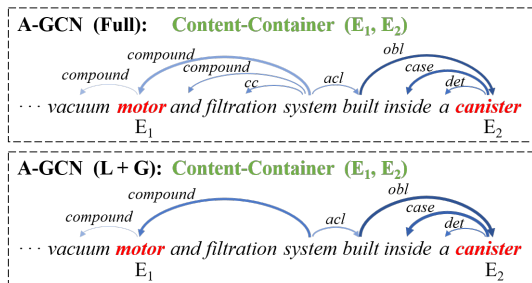 A-GCN (Full): Content-Container (E₁, E₂)
obl
compound
compound
case
compound
cc
acl
det
··· vacuum motor and filtration system built inside a canister
E₁ E₂
A-GCN (L + G): Content-Container (E₁, E₂)
obl
compound
case
compound
acl
det
··· vacuum motor and filtration system built inside a canister
E₁ E₂